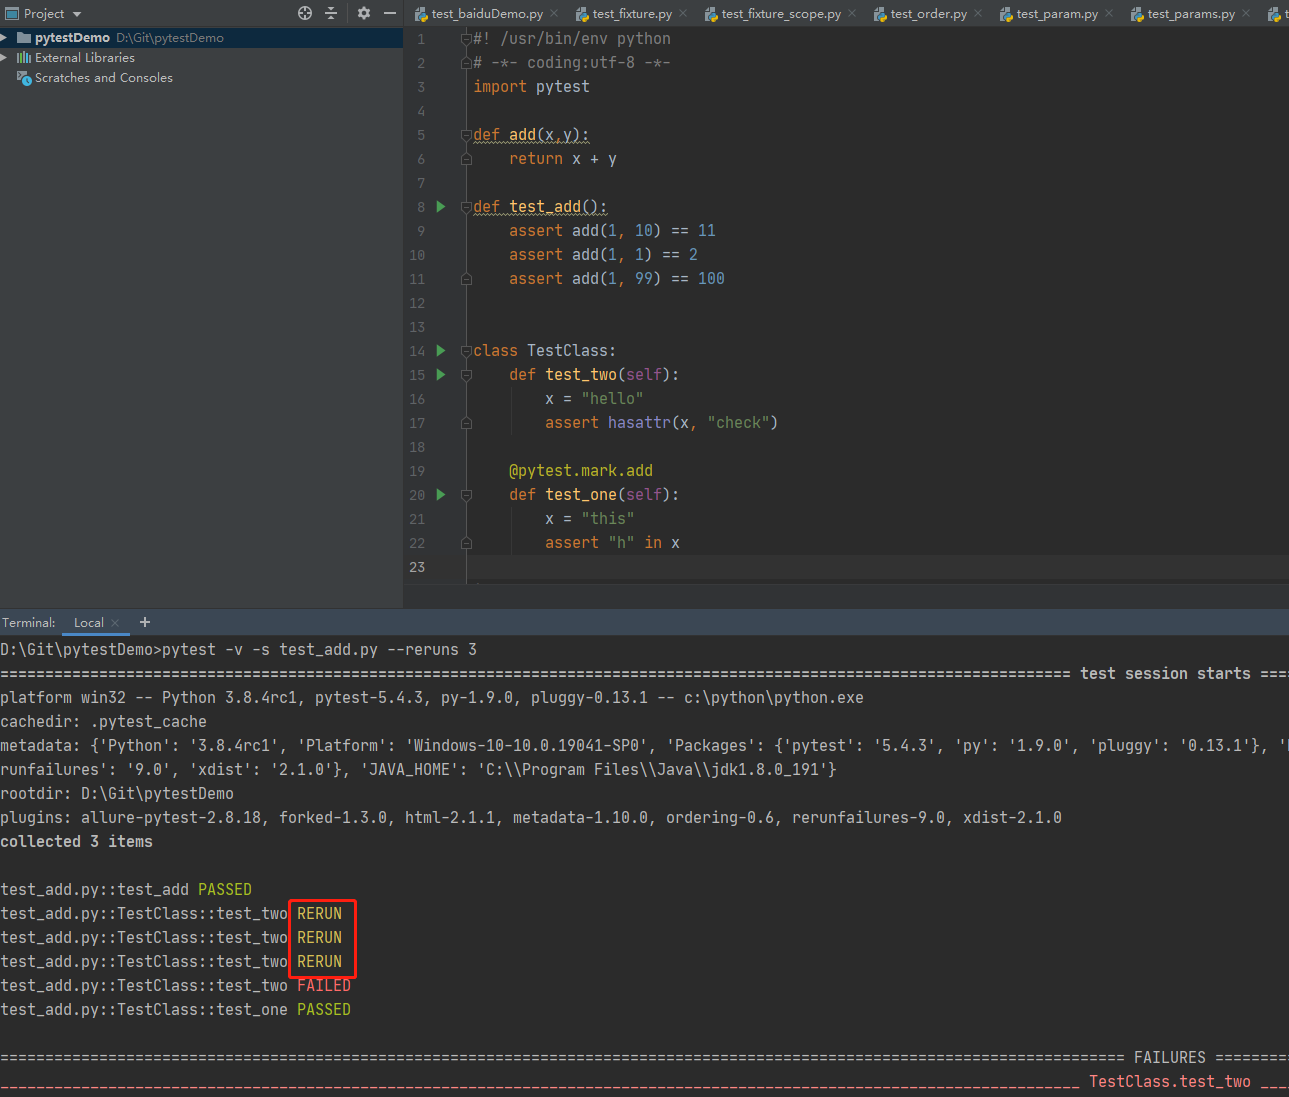 Project
test_baiduDemo.py
test_fixture.py
test_fixture_scope.py
test_order.py
test_param.py
test_params.py
pytestDemo D:\Git\pytestDemo
External Libraries
Scratches and Consoles
1 #! /usr/bin/env python
2 # -*- coding:utf-8 -*-
3 import pytest
4
5 def add(x,y):
6 return x + y
7
8 def test_add():
9 assert add(1, 10) == 11
10 assert add(1, 1) == 2
11 assert add(1, 99) == 100
12
13
14 class TestClass:
15 def test_two(self):
16 x = "hello"
17 assert hasattr(x, "check")
18
19 @pytest.mark.add
20 def test_one(self):
21 x = "this"
22 assert "h" in x
23
Terminal: Local +
D:\Git\pytestDemo>pytest -v -s test_add.py --reruns 3
test session starts
platform win32 -- Python 3.8.4rc1, pytest-5.4.3, py-1.9.0, pluggy-0.13.1 -- c:\python\python.exe
cachedir: .pytest_cache
metadata: {'Python': '3.8.4rc1', 'Platform': 'Windows-10-10.0.19041-SP0', 'Packages': {'pytest': '5.4.3', 'py': '1.9.0', 'pluggy': '0.13.1'}, '
runfailures': '9.0', 'xdist': '2.1.0'}, 'JAVA_HOME': 'C:\\Program Files\\Java\\jdk1.8.0_191'}
rootdir: D:\Git\pytestDemo
plugins: allure-pytest-2.8.18, forked-1.3.0, html-2.1.1, metadata-1.10.0, ordering-0.6, rerunfailures-9.0, xdist-2.1.0
collected 3 items
test_add.py::test_add PASSED
test_add.py::TestClass::test_two RERUN
test_add.py::TestClass::test_two RERUN
test_add.py::TestClass::test_two RERUN
test_add.py::TestClass::test_two FAILED
test_add.py::TestClass::test_one PASSED
FAILURES
TestClass.test_two